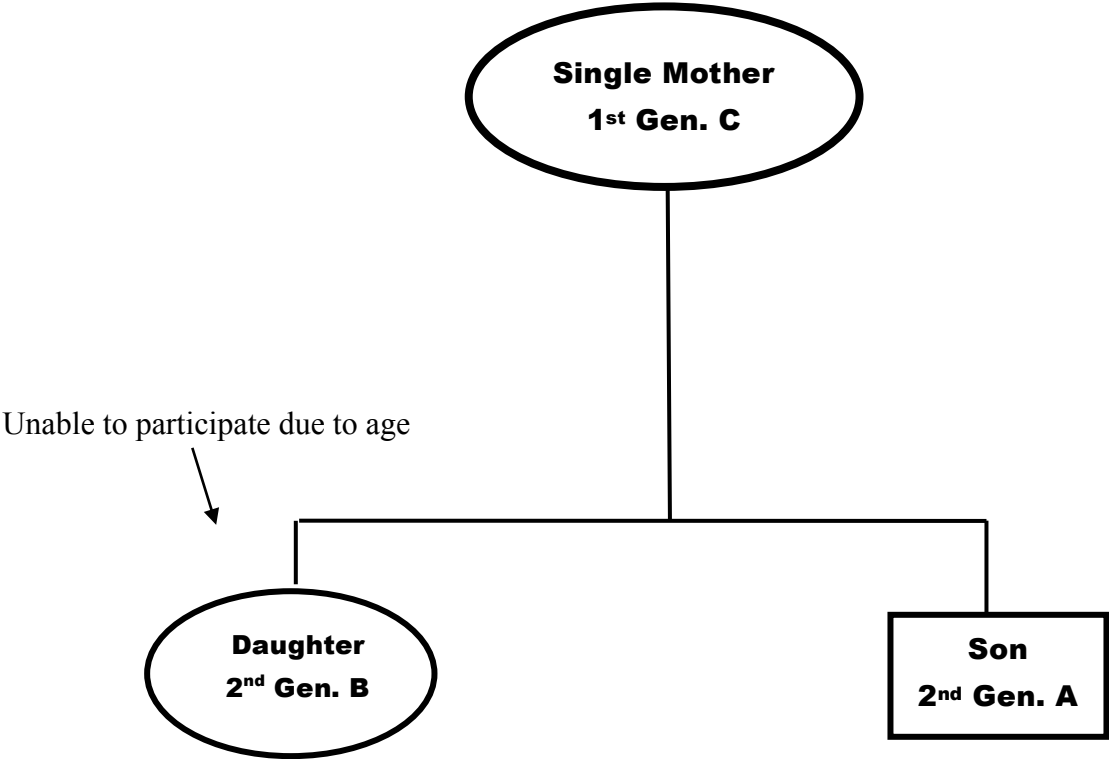 Single Mother
1st Gen. C
Unable to participate due to age
Daughter
2nd Gen. B
Son
2nd Gen. A